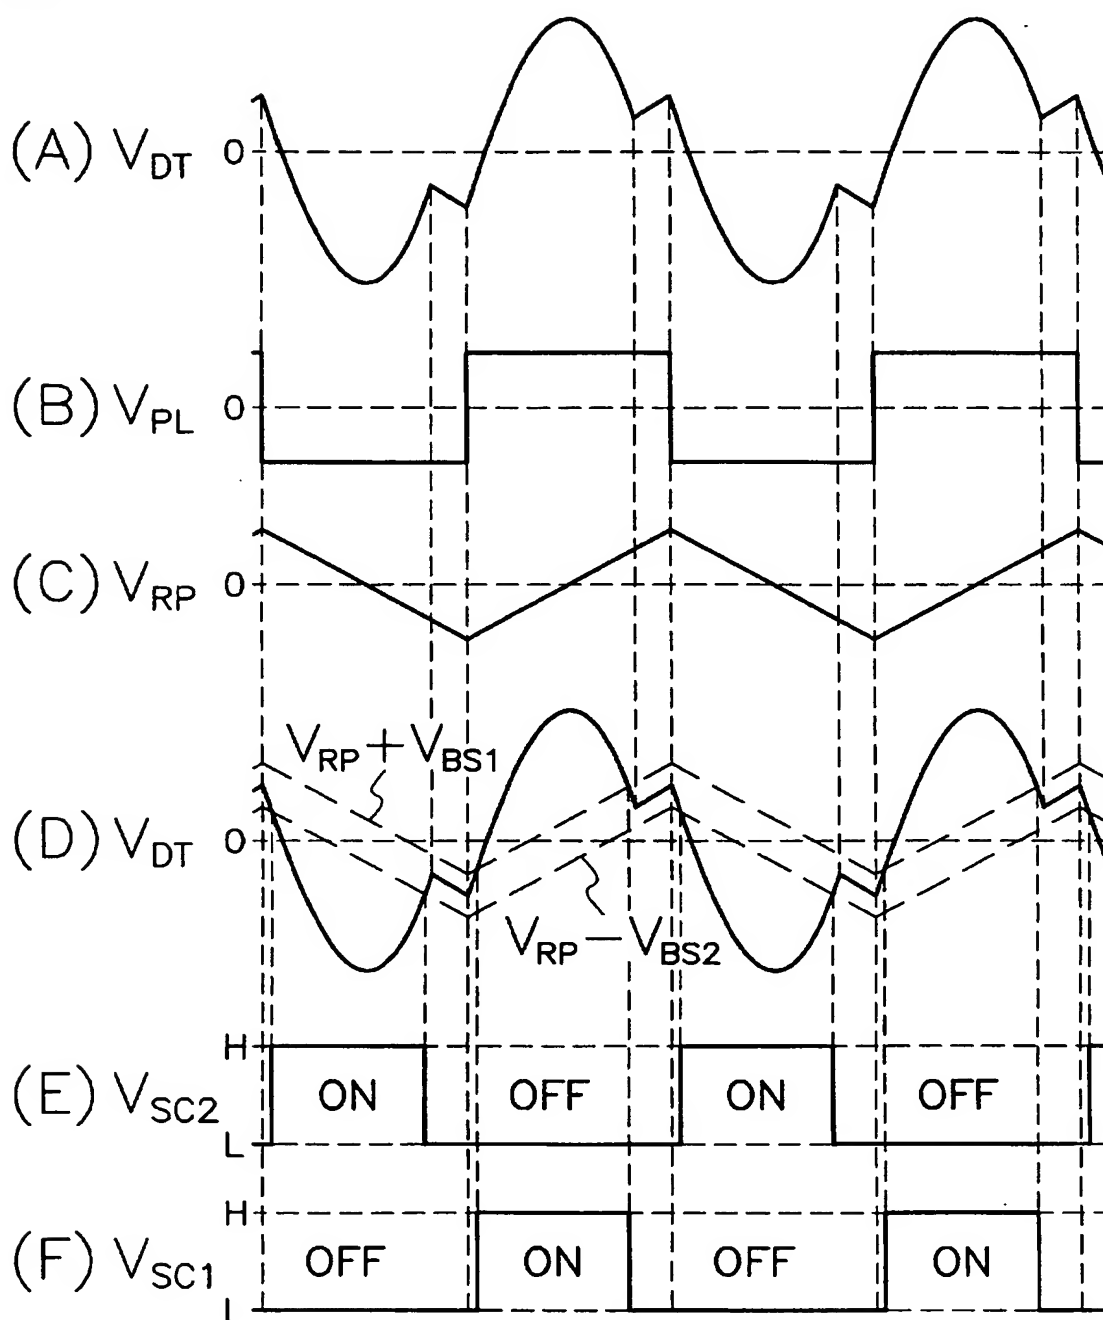 (A) V_DT 0
(B) V_PL 0
(C) V_RP 0
V_RP + V_BS1
(D) V_DT 0
V_RP − V_BS2
H
ON OFF ON OFF
(E) V_SC2
L
H
OFF ON OFF ON
(F) V_SC1
L